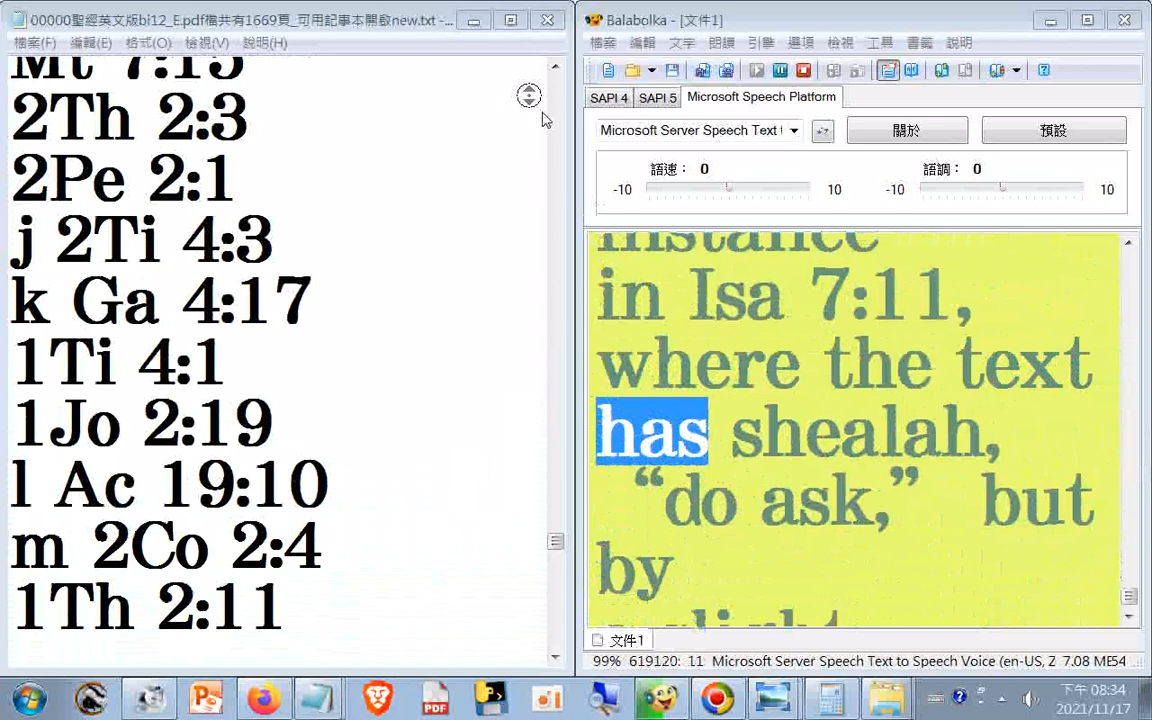 00000聖經英文版bi12_E.pdf檔共有1669頁_可用記事本開啟new.txt -...
檔案(F) 編輯(E) 格式(O) 檢視(V) 說明(H)
Mt 7:15
2Th 2:3
2Pe 2:1
j 2Ti 4:3
k Ga 4:17
1Ti 4:1
1Jo 2:19
l Ac 19:10
m 2Co 2:4
1Th 2:11
Balabolka - [文件1]
檔案 編輯 文字 朗讀 引擎 選項 檢視 工具 書籤 說明
SAPI 4 SAPI 5 Microsoft Speech Platform
Microsoft Server Speech Text 關於 預設
語速： 0 語調： 0
-10 10 -10 10
instance
in Isa 7:11,
where the text
has shealah,
“do ask,” but
by
文件1
99% 619120: 11 Microsoft Server Speech Text to Speech Voice (en-US, Z 7.08 ME54
下午 08:34
2021/11/17